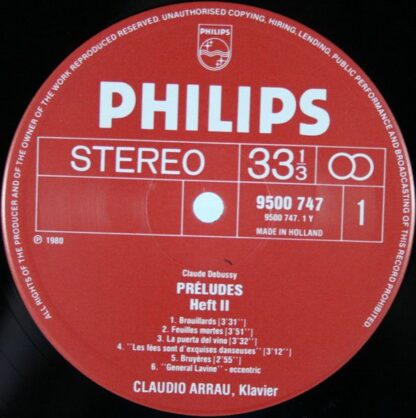 ALL RIGHTS OF THE PRODUCER AND OF THE OWNER OF THE WORK REPRODUCED RESERVED. UNAUTHORISED COPYING, HIRING, LENDING, PUBLIC PERFORMANCE AND BROADCASTING OF THIS RECORD PROHIBITED
PHILIPS
PHILIPS
STEREO 33 1/3
9500 747 1
9500 747. 1 Y
MADE IN HOLLAND
℗ 1980
Claude Debussy
PRÉLUDES
Heft II
1. Brouillards [3'31'']
2. Feuilles mortes [3'51'']
3. La puerta del vino [3'32'']
4. "Les fées sont d'exquises danseuses" [3'12'']
5. Bruyères [2'55'']
6. "General Lavine" - eccentric
CLAUDIO ARRAU, Klavier